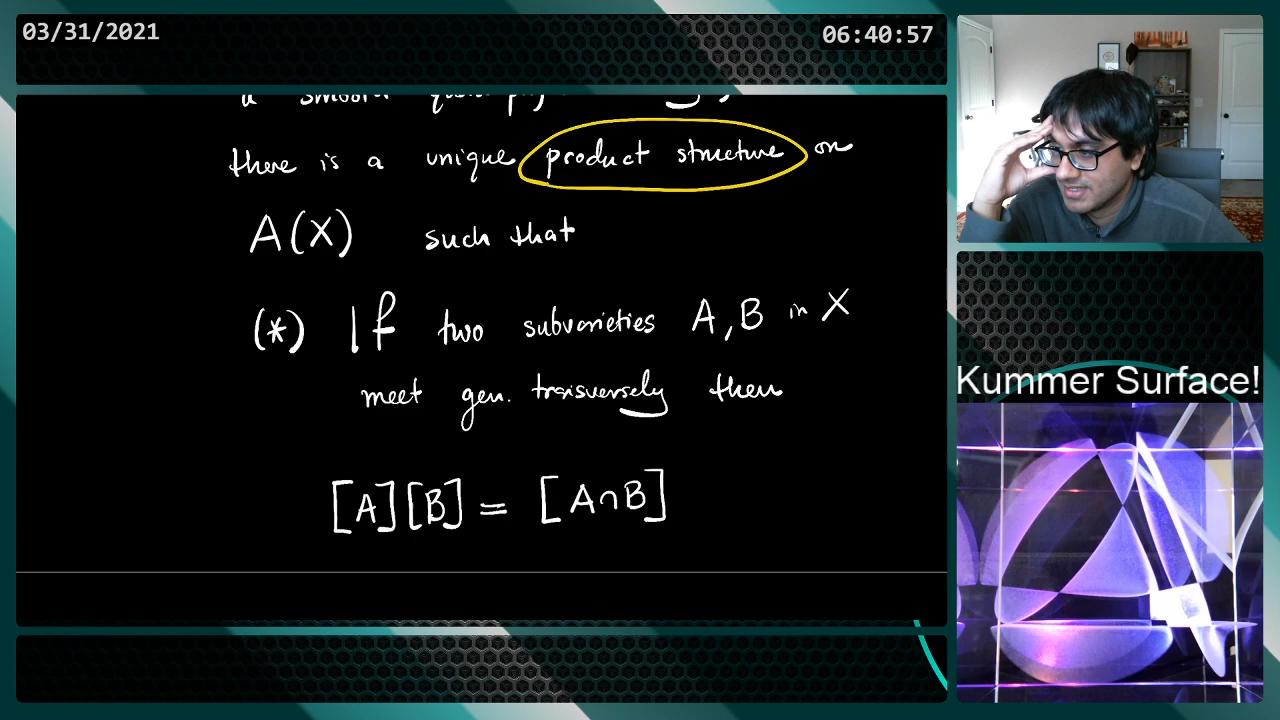 03/31/2021
06:40:57
a smooth
there is a unique product structure on
A(X) such that
(*) If two subvarieties A, B in X
meet gen. transversely then
[A][B] = [A∩B]
Kummer Surface!